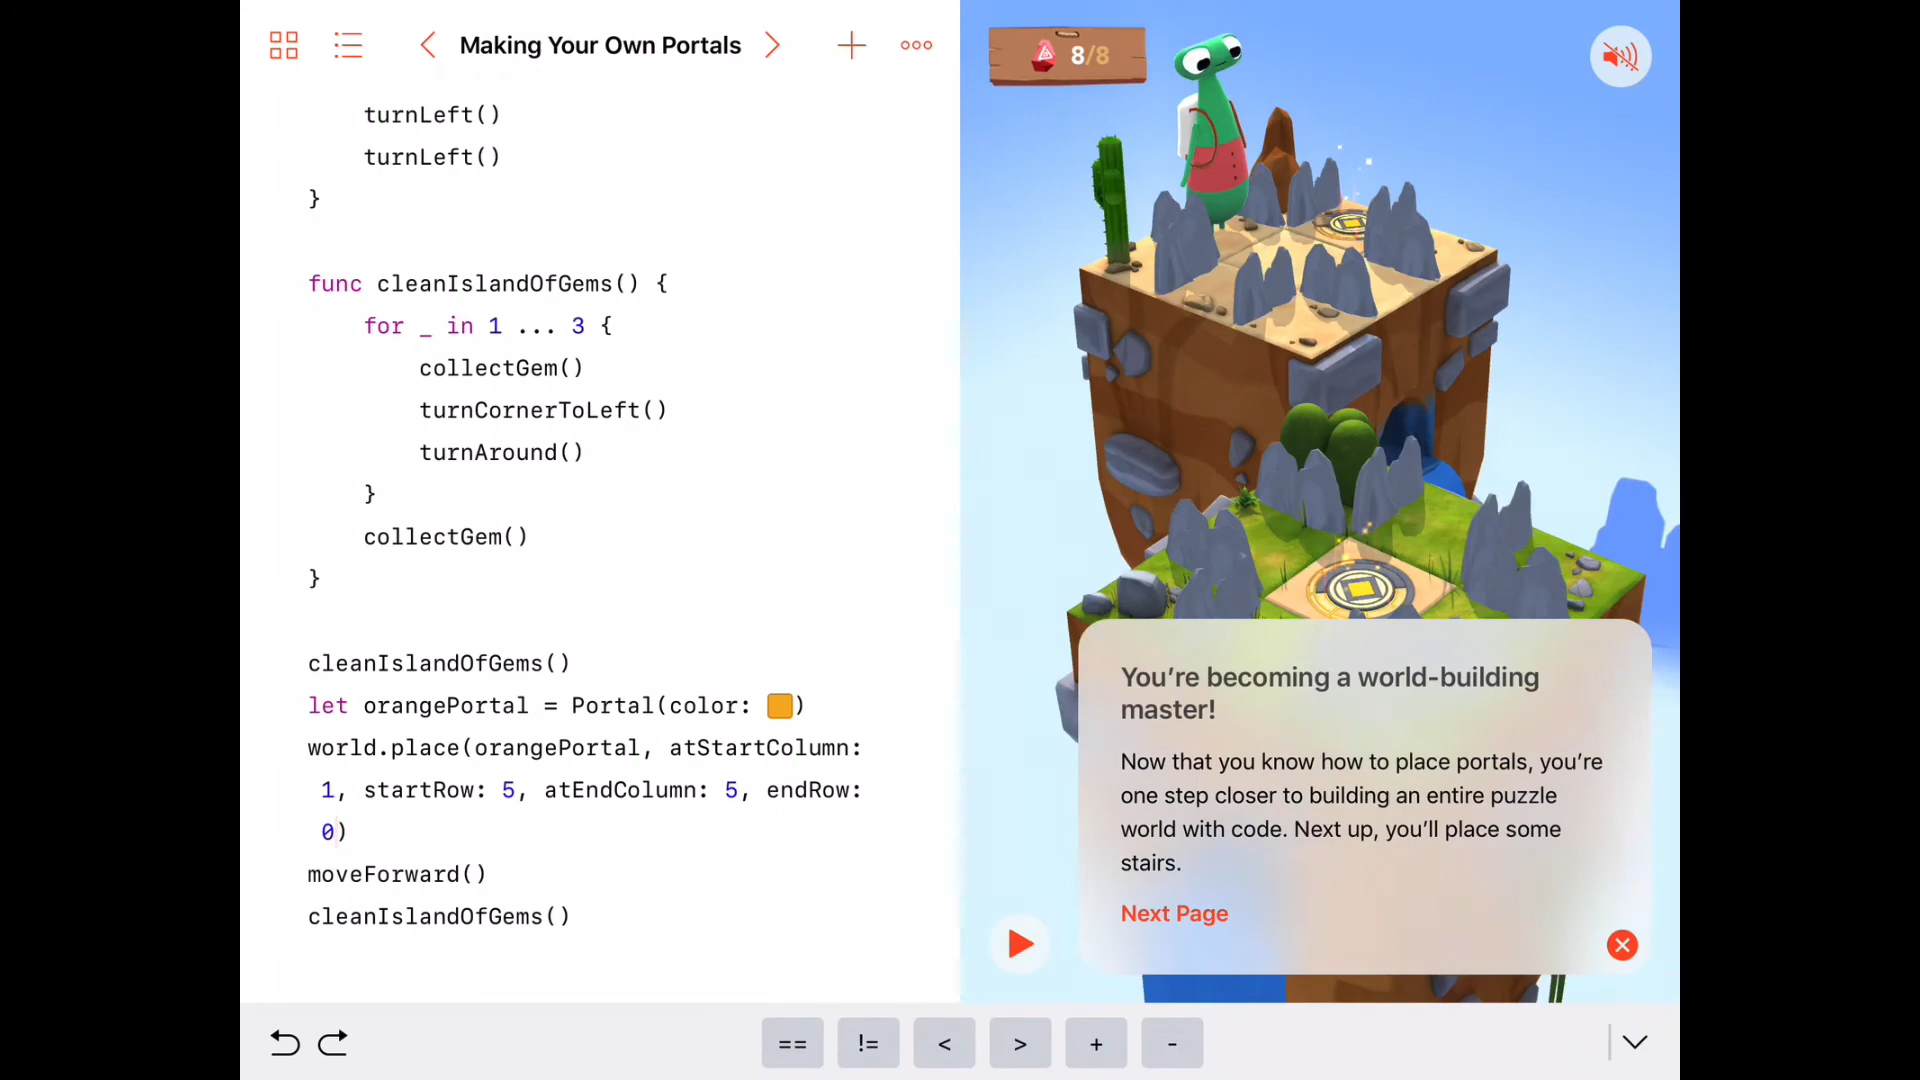 Making Your Own Portals
turnLeft()
turnLeft()
}
func cleanIslandOfGems() {
for _ in 1 ... 3 {
collectGem()
turnCornerToLeft()
turnAround()
}
collectGem()
}
cleanIslandOfGems()
let orangePortal = Portal(color: )
world.place(orangePortal, atStartColumn:
1, startRow: 5, atEndColumn: 5, endRow:
0)
moveForward()
cleanIslandOfGems()
== != < > + -
8/8
You’re becoming a world-building
master!
Now that you know how to place portals, you’re
one step closer to building an entire puzzle
world with code. Next up, you’ll place some
stairs.
Next Page